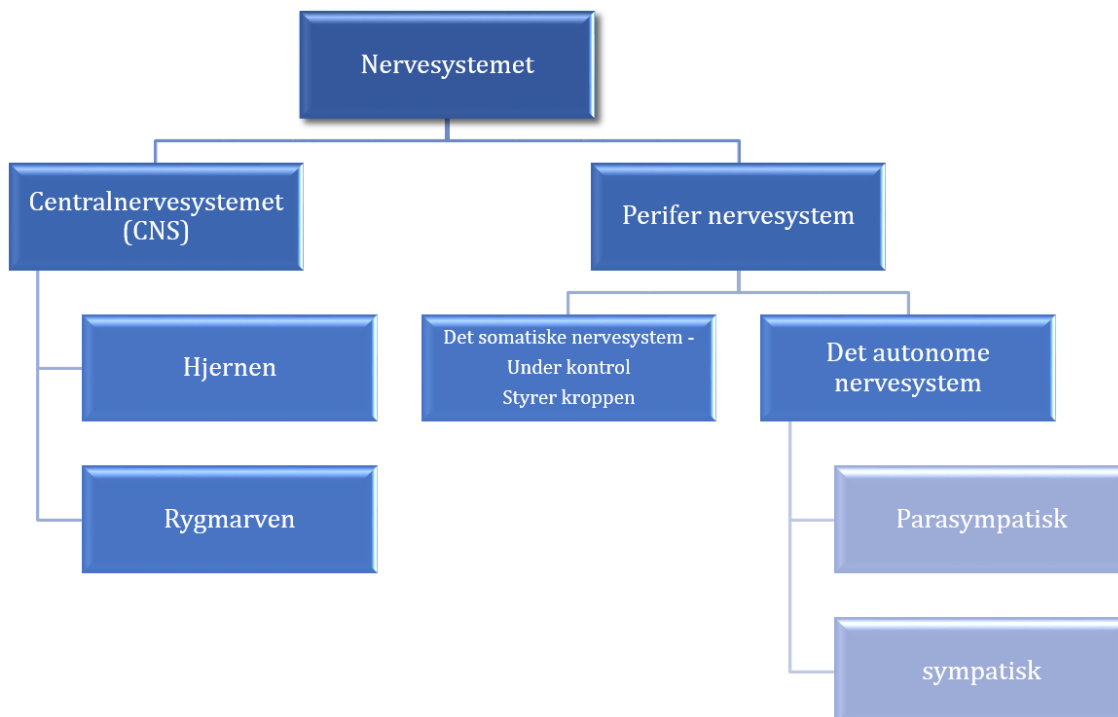 Nervesystemet
Centralnervesystemet
(CNS)
Perifer nervesystem
Hjernen
Det somatiske nervesystem -
Under kontrol
Styrer kroppen
Det autonome
nervesystem
Rygmarven
Parasympatisk
sympatisk